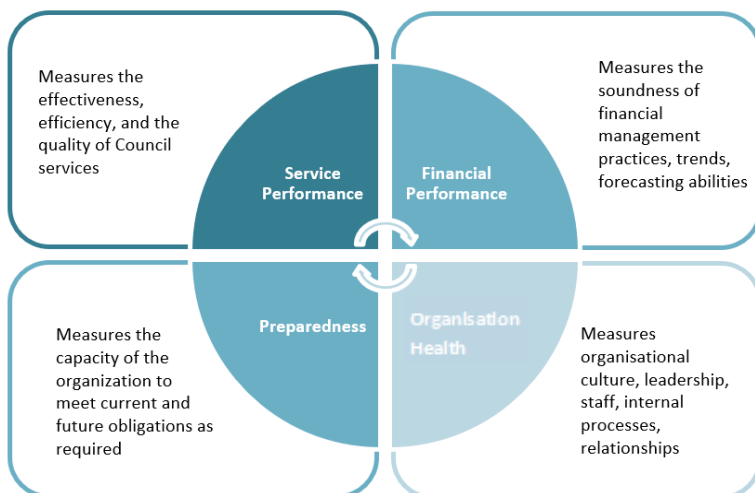 Measures the
effectiveness,
efficiency, and the
quality of Council
services
Service
Performance
Financial
Performance
Measures the
soundness of
financial
management
practices, trends,
forecasting abilities
Measures the
capacity of the
organization to
meet current and
future obligations as
required
Preparedness
Organisation
Health
Measures
organisational
culture, leadership,
staff, internal
processes,
relationships